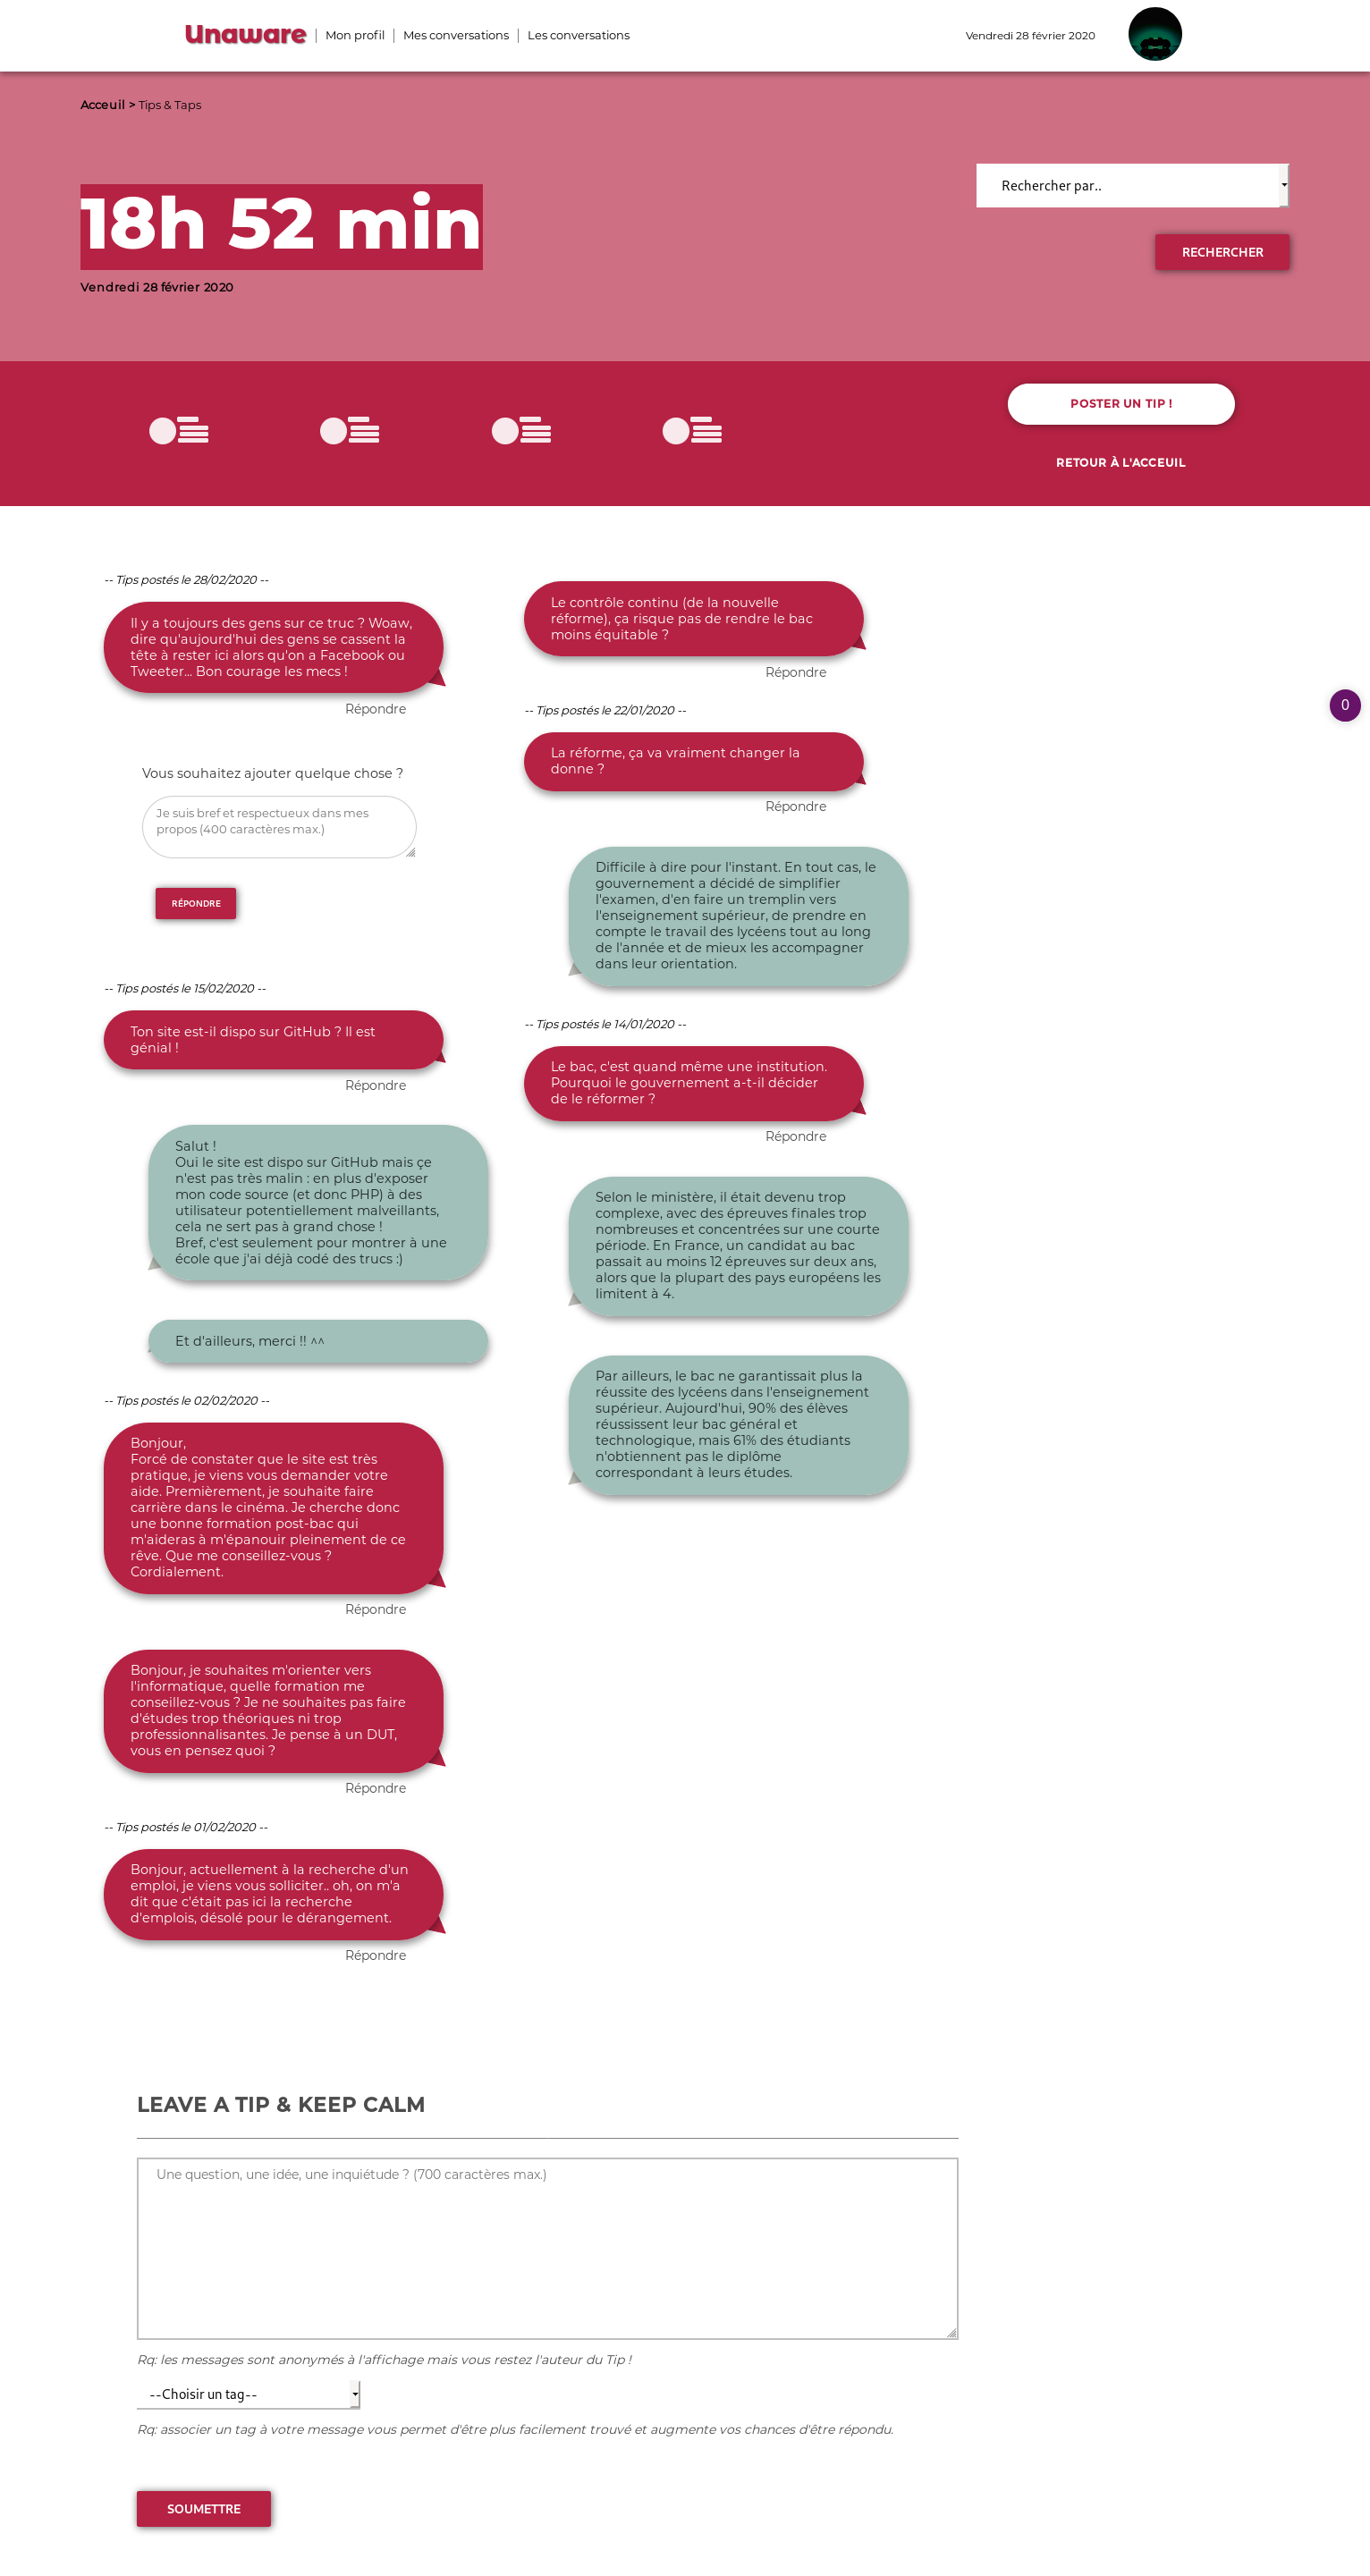 Unaware
Mon profil
Mes conversations
Les conversations
Vendredi 28 février 2020
Acceuil > Tips & Taps
18h 52 min
Vendredi 28 février 2020
Rechercher par..
RECHERCHER
POSTER UN TIP !
RETOUR À L'ACCEUIL
-- Tips postés le 28/02/2020 --
Il y a toujours des gens sur ce truc ? Woaw,
dire qu'aujourd'hui des gens se cassent la
tête à rester ici alors qu'on a Facebook ou
Tweeter... Bon courage les mecs !
Répondre
Vous souhaitez ajouter quelque chose ?
Je suis bref et respectueux dans mes
propos (400 caractères max.)
RÉPONDRE
-- Tips postés le 15/02/2020 --
Ton site est-il dispo sur GitHub ? Il est
génial !
Répondre
Salut !
Oui le site est dispo sur GitHub mais çe
n'est pas très malin : en plus d'exposer
mon code source (et donc PHP) à des
utilisateur potentiellement malveillants,
cela ne sert pas à grand chose !
Bref, c'est seulement pour montrer à une
école que j'ai déjà codé des trucs :)
Et d'ailleurs, merci !! ^^
-- Tips postés le 02/02/2020 --
Bonjour,
Forcé de constater que le site est très
pratique, je viens vous demander votre
aide. Premièrement, je souhaite faire
carrière dans le cinéma. Je cherche donc
une bonne formation post-bac qui
m'aideras à m'épanouir pleinement de ce
rêve. Que me conseillez-vous ?
Cordialement.
Répondre
Bonjour, je souhaites m'orienter vers
l'informatique, quelle formation me
conseillez-vous ? Je ne souhaites pas faire
d'études trop théoriques ni trop
professionnalisantes. Je pense à un DUT,
vous en pensez quoi ?
Répondre
-- Tips postés le 01/02/2020 --
Bonjour, actuellement à la recherche d'un
emploi, je viens vous solliciter.. oh, on m'a
dit que c'était pas ici la recherche
d'emplois, désolé pour le dérangement.
Répondre
Le contrôle continu (de la nouvelle
réforme), ça risque pas de rendre le bac
moins équitable ?
Répondre
-- Tips postés le 22/01/2020 --
La réforme, ça va vraiment changer la
donne ?
Répondre
Difficile à dire pour l'instant. En tout cas, le
gouvernement a décidé de simplifier
l'examen, d'en faire un tremplin vers
l'enseignement supérieur, de prendre en
compte le travail des lycéens tout au long
de l'année et de mieux les accompagner
dans leur orientation.
-- Tips postés le 14/01/2020 --
Le bac, c'est quand même une institution.
Pourquoi le gouvernement a-t-il décider
de le réformer ?
Répondre
Selon le ministère, il était devenu trop
complexe, avec des épreuves finales trop
nombreuses et concentrées sur une courte
période. En France, un candidat au bac
passait au moins 12 épreuves sur deux ans,
alors que la plupart des pays européens les
limitent à 4.
Par ailleurs, le bac ne garantissait plus la
réussite des lycéens dans l'enseignement
supérieur. Aujourd'hui, 90% des élèves
réussissent leur bac général et
technologique, mais 61% des étudiants
n'obtiennent pas le diplôme
correspondant à leurs études.
0
LEAVE A TIP & KEEP CALM
Une question, une idée, une inquiétude ? (700 caractères max.)
Rq: les messages sont anonymés à l'affichage mais vous restez l'auteur du Tip !
--Choisir un tag--
Rq: associer un tag à votre message vous permet d'être plus facilement trouvé et augmente vos chances d'être répondu.
SOUMETTRE